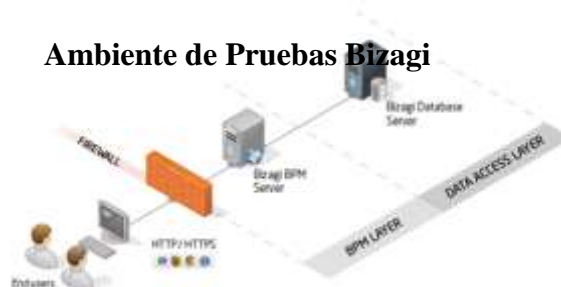 Ambiente de Pruebas Bizagi
Bizagi Database
Server
FIREWALL
Bizagi BPM
Server
DATA ACCESS LAYER
BPM LAYER
HTTP / HTTPS
Endusers